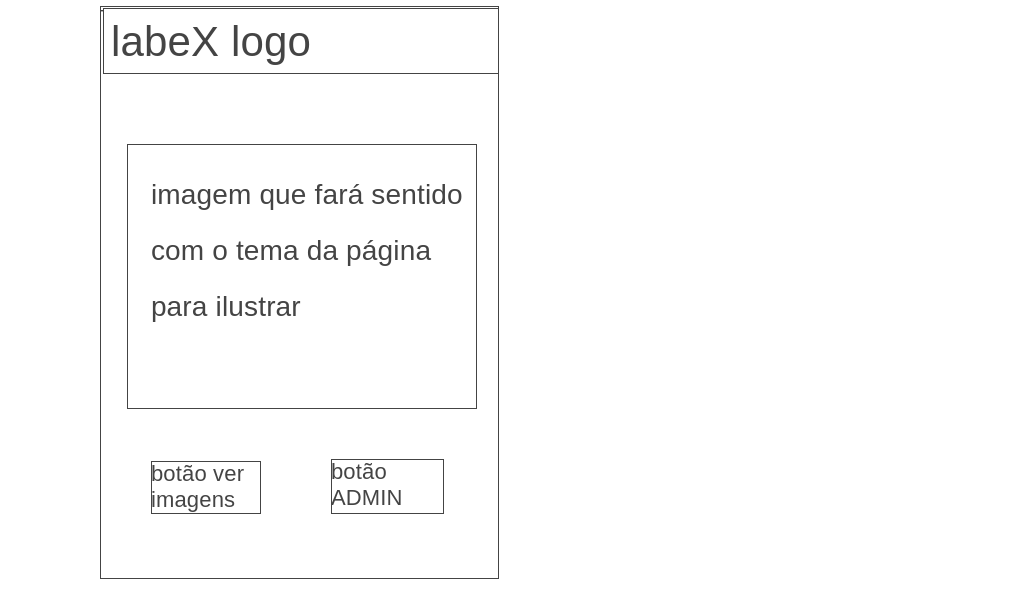 labeX logo
imagem que fará sentido
com o tema da página
para ilustrar
botão ver
imagens
botão
ADMIN